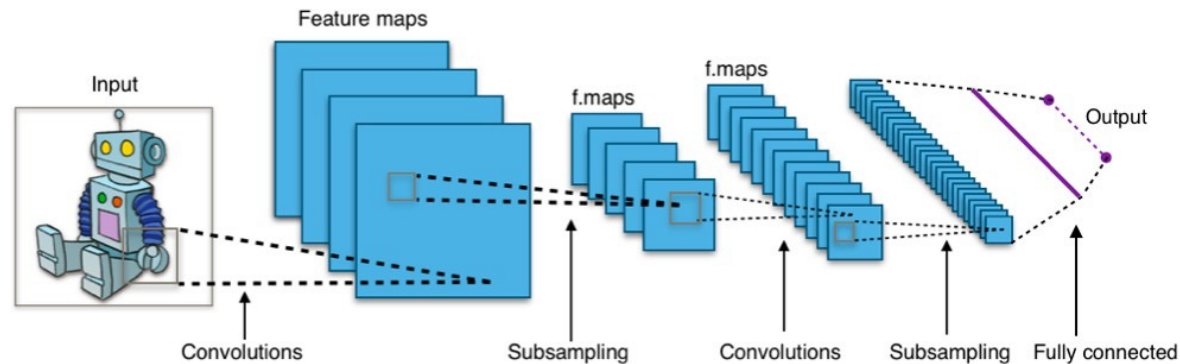 Feature maps
Input
f.maps
f.maps
Output
Convolutions
Subsampling
Convolutions
Subsampling
Fully connected